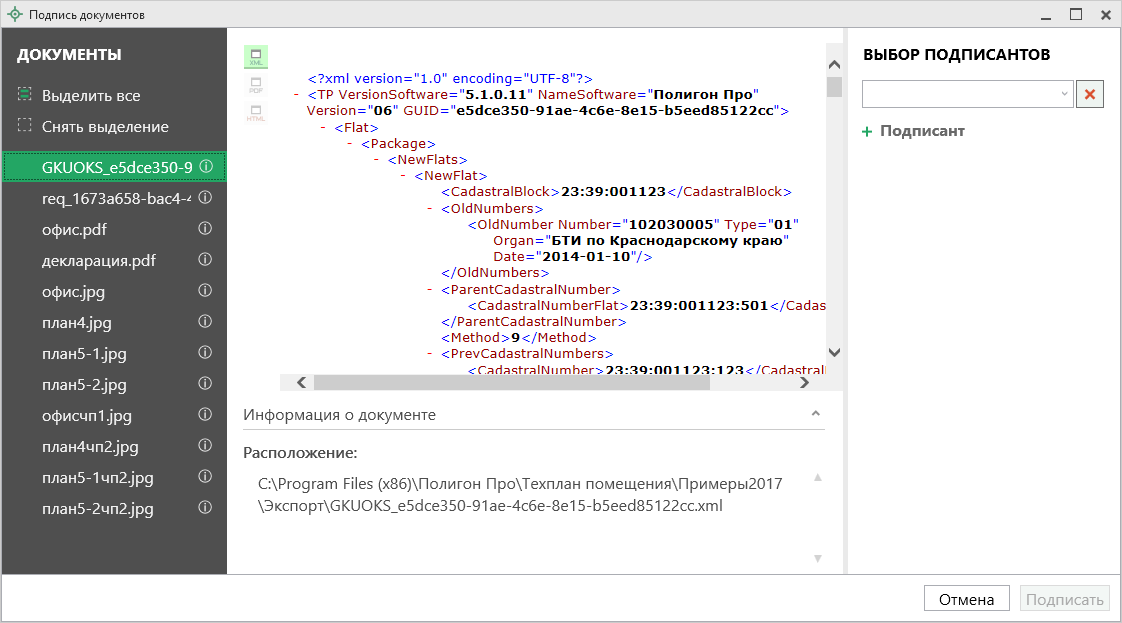 Подпись документов
ДОКУМЕНТЫ
Выделить все
Снять выделение
GKUOKS_e5dce350-9
req_1673a658-bac4-4
офис.pdf
декларация.pdf
офис.jpg
план4.jpg
план5-1.jpg
план5-2.jpg
офисчп1.jpg
план4чп2.jpg
план5-1чп2.jpg
план5-2чп2.jpg
XML
PDF
HTML
<?xml version="1.0" encoding="UTF-8"?>
- <TP VersionSoftware="5.1.0.11" NameSoftware="Полигон Про"
Version="06" GUID="e5dce350-91ae-4c6e-8e15-b5eed85122cc">
- <Flat>
- <Package>
- <NewFlats>
- <NewFlat>
<CadastralBlock>23:39:001123</CadastralBlock>
- <OldNumbers>
<OldNumber Number="102030005" Type="01"
Organ="БТИ по Краснодарскому краю"
Date="2014-01-10"/>
</OldNumbers>
- <ParentCadastralNumber>
<CadastralNumberFlat>23:39:001123:501</Cadas
</ParentCadastralNumber>
<Method>9</Method>
- <PrevCadastralNumbers>
<CadastralNumber>23:39:001123:123</Cadastral
Информация о документе
Расположение:
C:\Program Files (x86)\Полигон Про\Техплан помещения\Примеры2017
\Экспорт\GKUOKS_e5dce350-91ae-4c6e-8e15-b5eed85122cc.xml
ВЫБОР ПОДПИСАНТОВ
+ Подписант
Отмена
Подписать